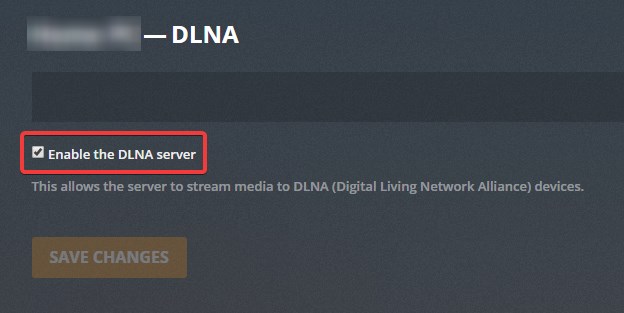 — DLNA
Enable the DLNA server
This allows the server to stream media to DLNA (Digital Living Network Alliance) devices.
SAVE CHANGES